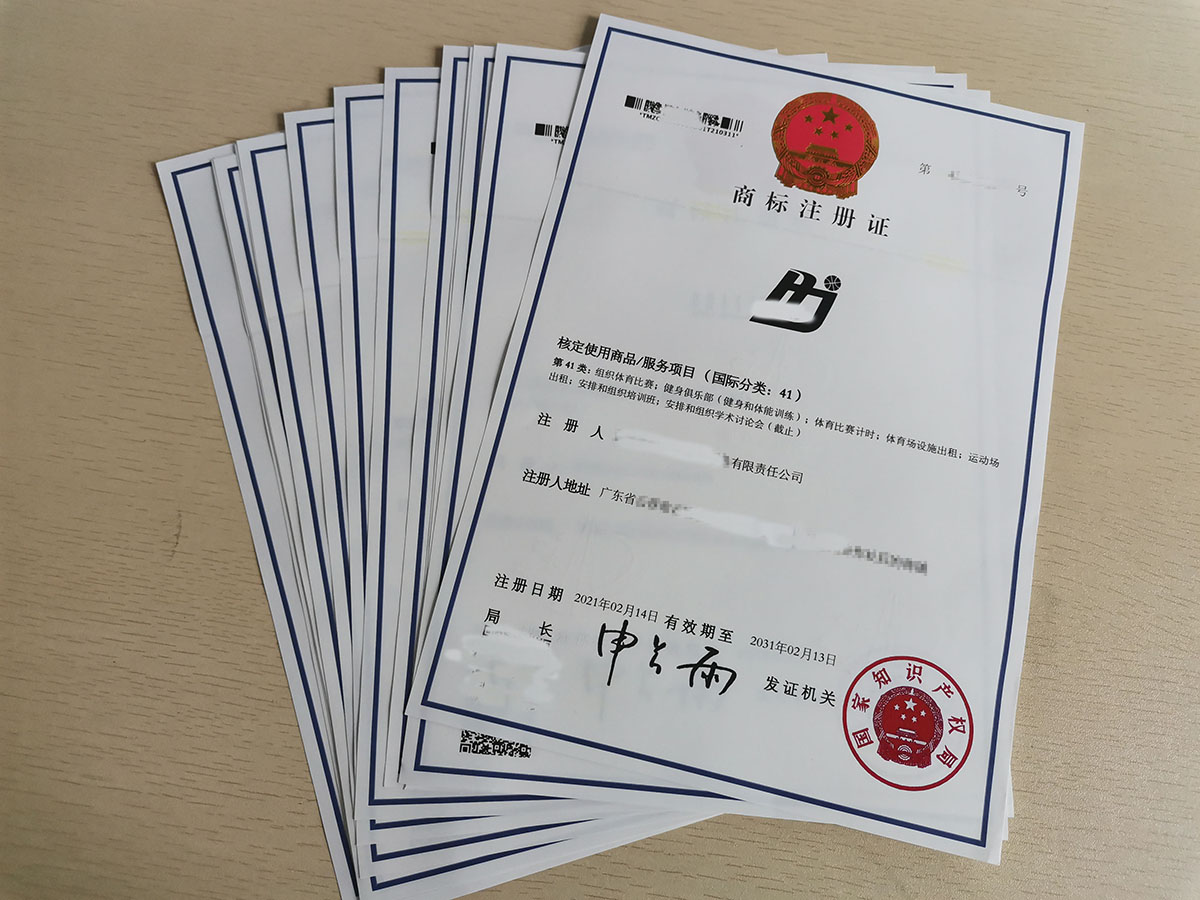 *TMZC
1T210311*
*TM
第
号
商标注册证
核定使用商品/服务项目（国际分类：41）
第 41 类：组织体育比赛；健身俱乐部（健身和体能训练）；体育比赛计时；体育场设施出租；运动场
出租；安排和组织培训班；安排和组织学术讨论会（截止）
注册人
有限责任公司
注册人地址 广东省
注册日期 2021年02月14日 有效期至 2031年02月13日
局长 申长雨 发证机关
国家知识产权局